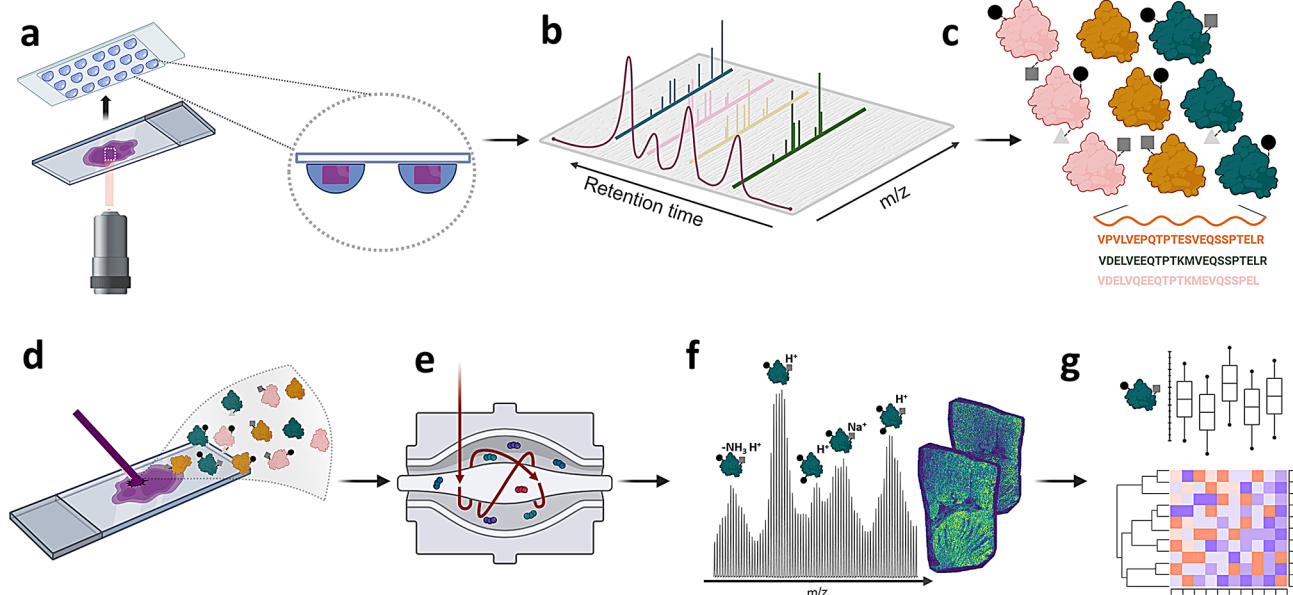 a
b
c
Retention time
m/z
VPVLVEPQTPTESVEQSSPTELR
VDELVEEQTPTKMVEQSSPTELR
VDELVQEEQTPTKMEVQSSPEL
d
e
f
g
H⁺
-NH₃ H⁺
H⁺
Na⁺
H⁺
m/z